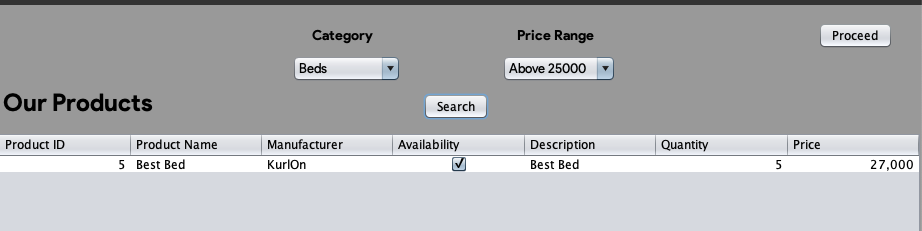 Category Price Range Proceed
Beds Above 25000
Our Products Search
Product ID Product Name Manufacturer Availability Description Quantity Price
5 Best Bed KurlOn Best Bed 5 27,000